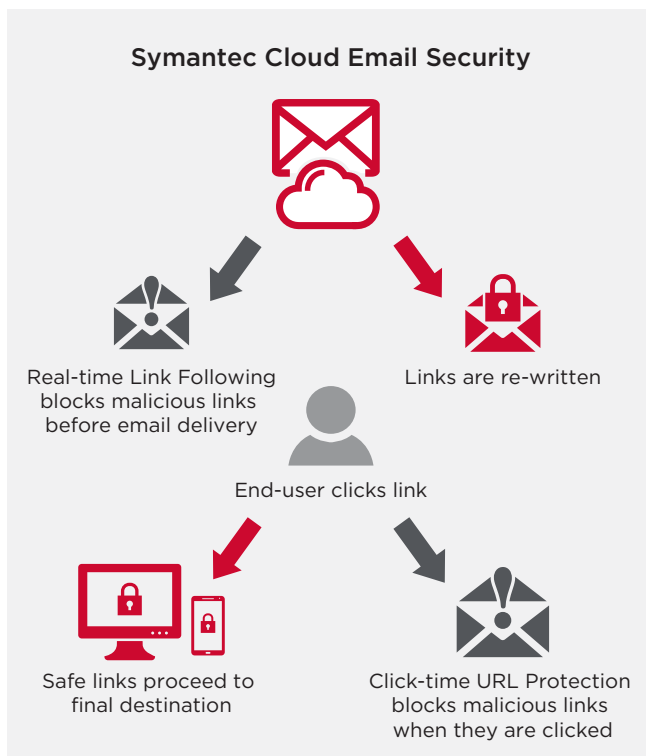 Symantec Cloud Email Security
Real-time Link Following
blocks malicious links
before email delivery
Links are re-written
End-user clicks link
Safe links proceed to
final destination
Click-time URL Protection
blocks malicious links
when they are clicked